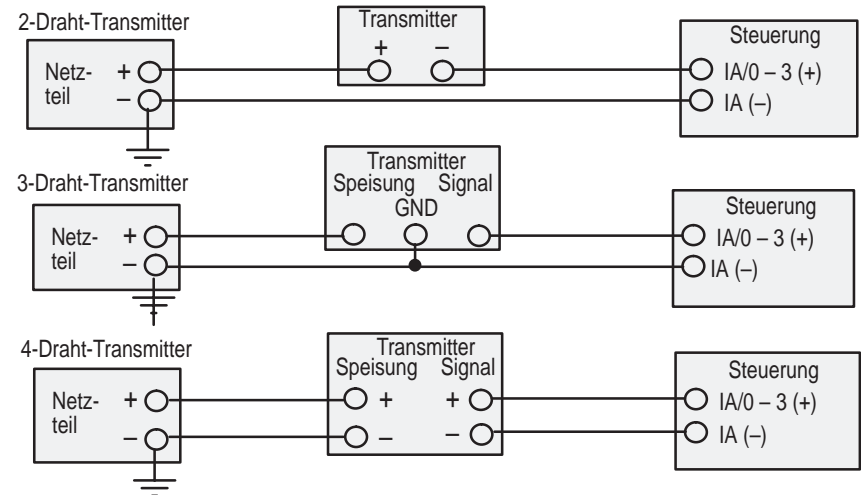 2-Draht-Transmitter
Netz-
teil
+
–
Transmitter
+ –
Steuerung
IA/0 – 3 (+)
IA (–)
3-Draht-Transmitter
Netz-
teil
+
–
Transmitter
Speisung Signal
GND
Steuerung
IA/0 – 3 (+)
IA (–)
4-Draht-Transmitter
Netz-
teil
+
–
Transmitter
Speisung Signal
+ +
– –
Steuerung
IA/0 – 3 (+)
IA (–)